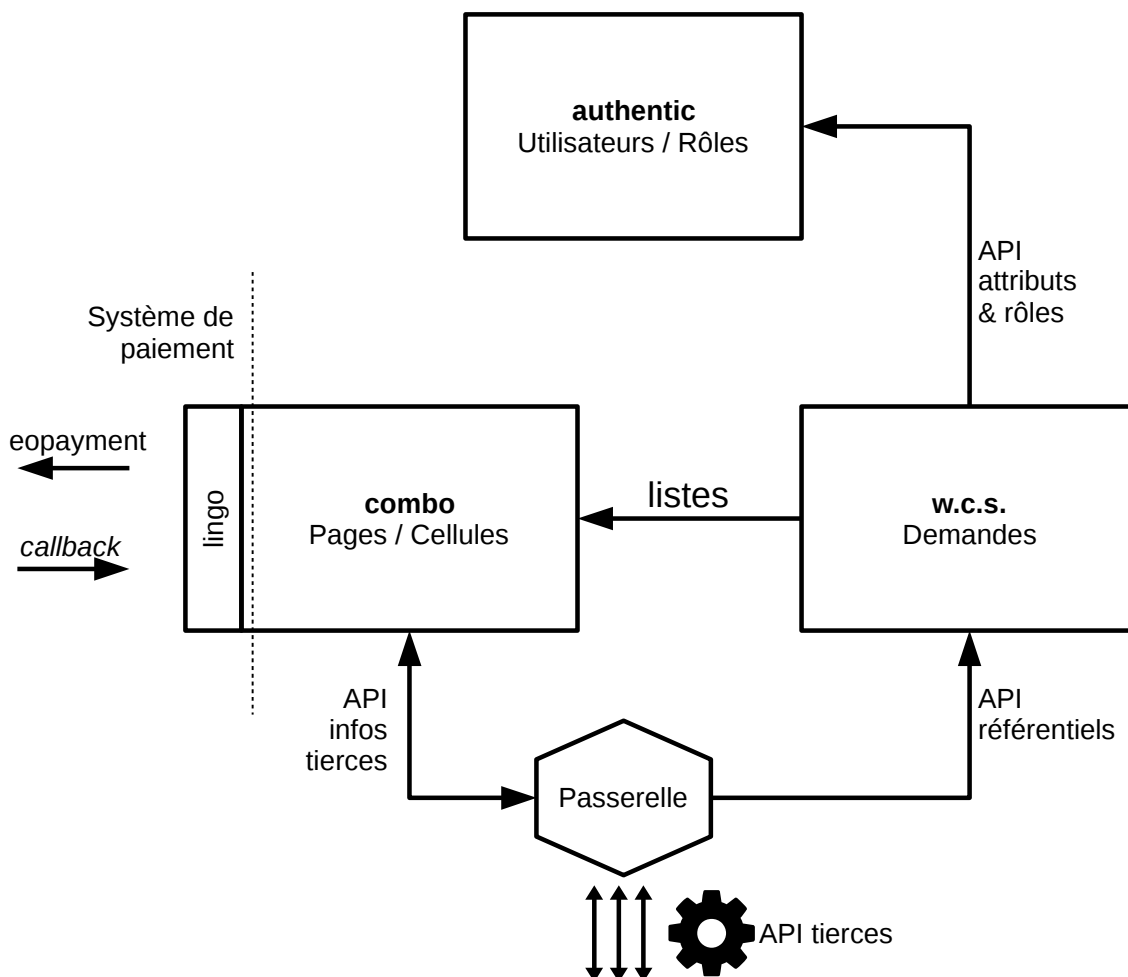 authentic
Utilisateurs / Rôles
API
attributs
& rôles
Système de
paiement
eopayment
callback
lingo
combo
Pages / Cellules
listes
w.c.s.
Demandes
API
infos
tierces
API
référentiels
Passerelle
API tierces